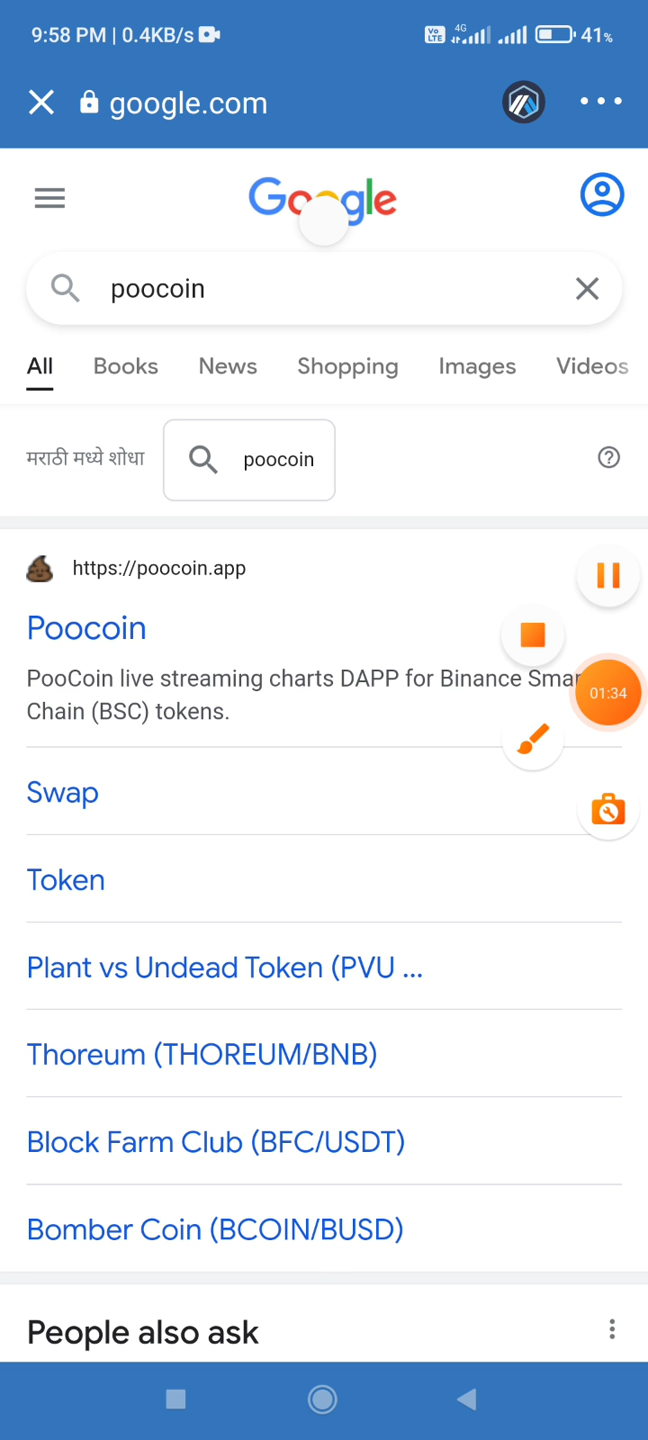 9:58 PM | 0.4KB/s
Vo LTE 4G 41%
google.com
Google
poocoin
All Books News Shopping Images Videos
मराठी मध्ये शोधा poocoin
https://poocoin.app
Poocoin
PooCoin live streaming charts DAPP for Binance Smar
Chain (BSC) tokens.
01:34
Swap
Token
Plant vs Undead Token (PVU ...
Thoreum (THOREUM/BNB)
Block Farm Club (BFC/USDT)
Bomber Coin (BCOIN/BUSD)
People also ask